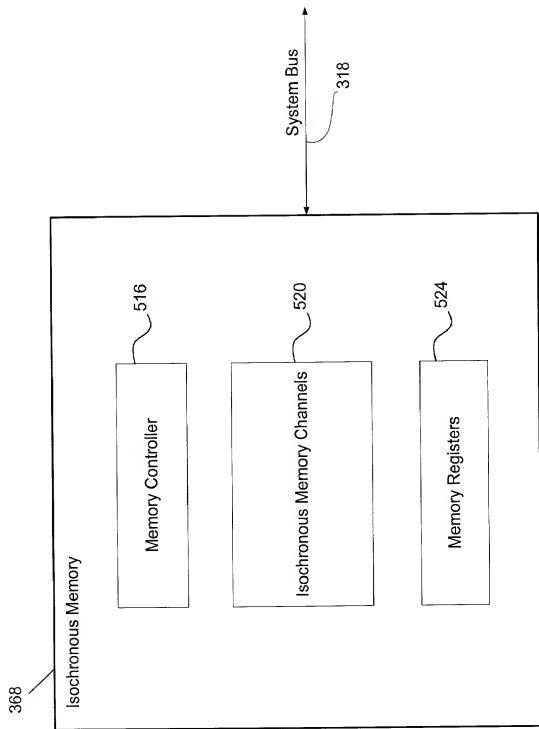 368
Isochronous Memory
Memory Controller
516
Isochronous Memory Channels
520
Memory Registers
524
System Bus
318